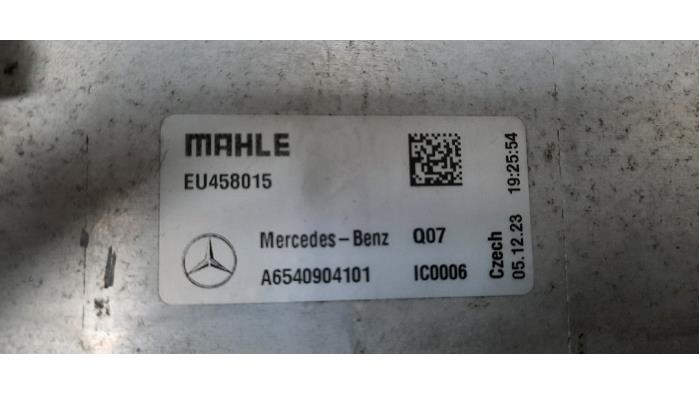 MAHLE
EU458015
Mercedes-Benz Q07
A6540904101 IC0006
Czech
05.12.23 19:25:54